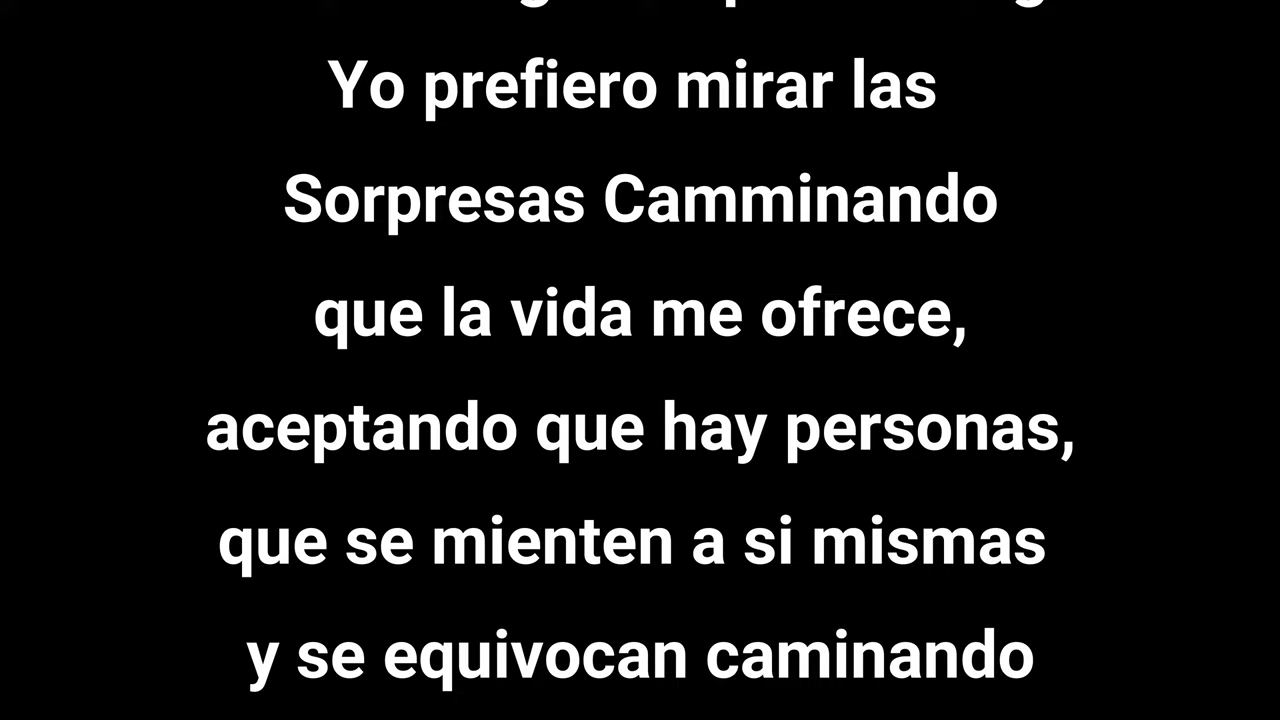 Yo prefiero mirar las
Sorpresas Camminando
que la vida me ofrece,
aceptando que hay personas,
que se mienten a si mismas
y se equivocan caminando